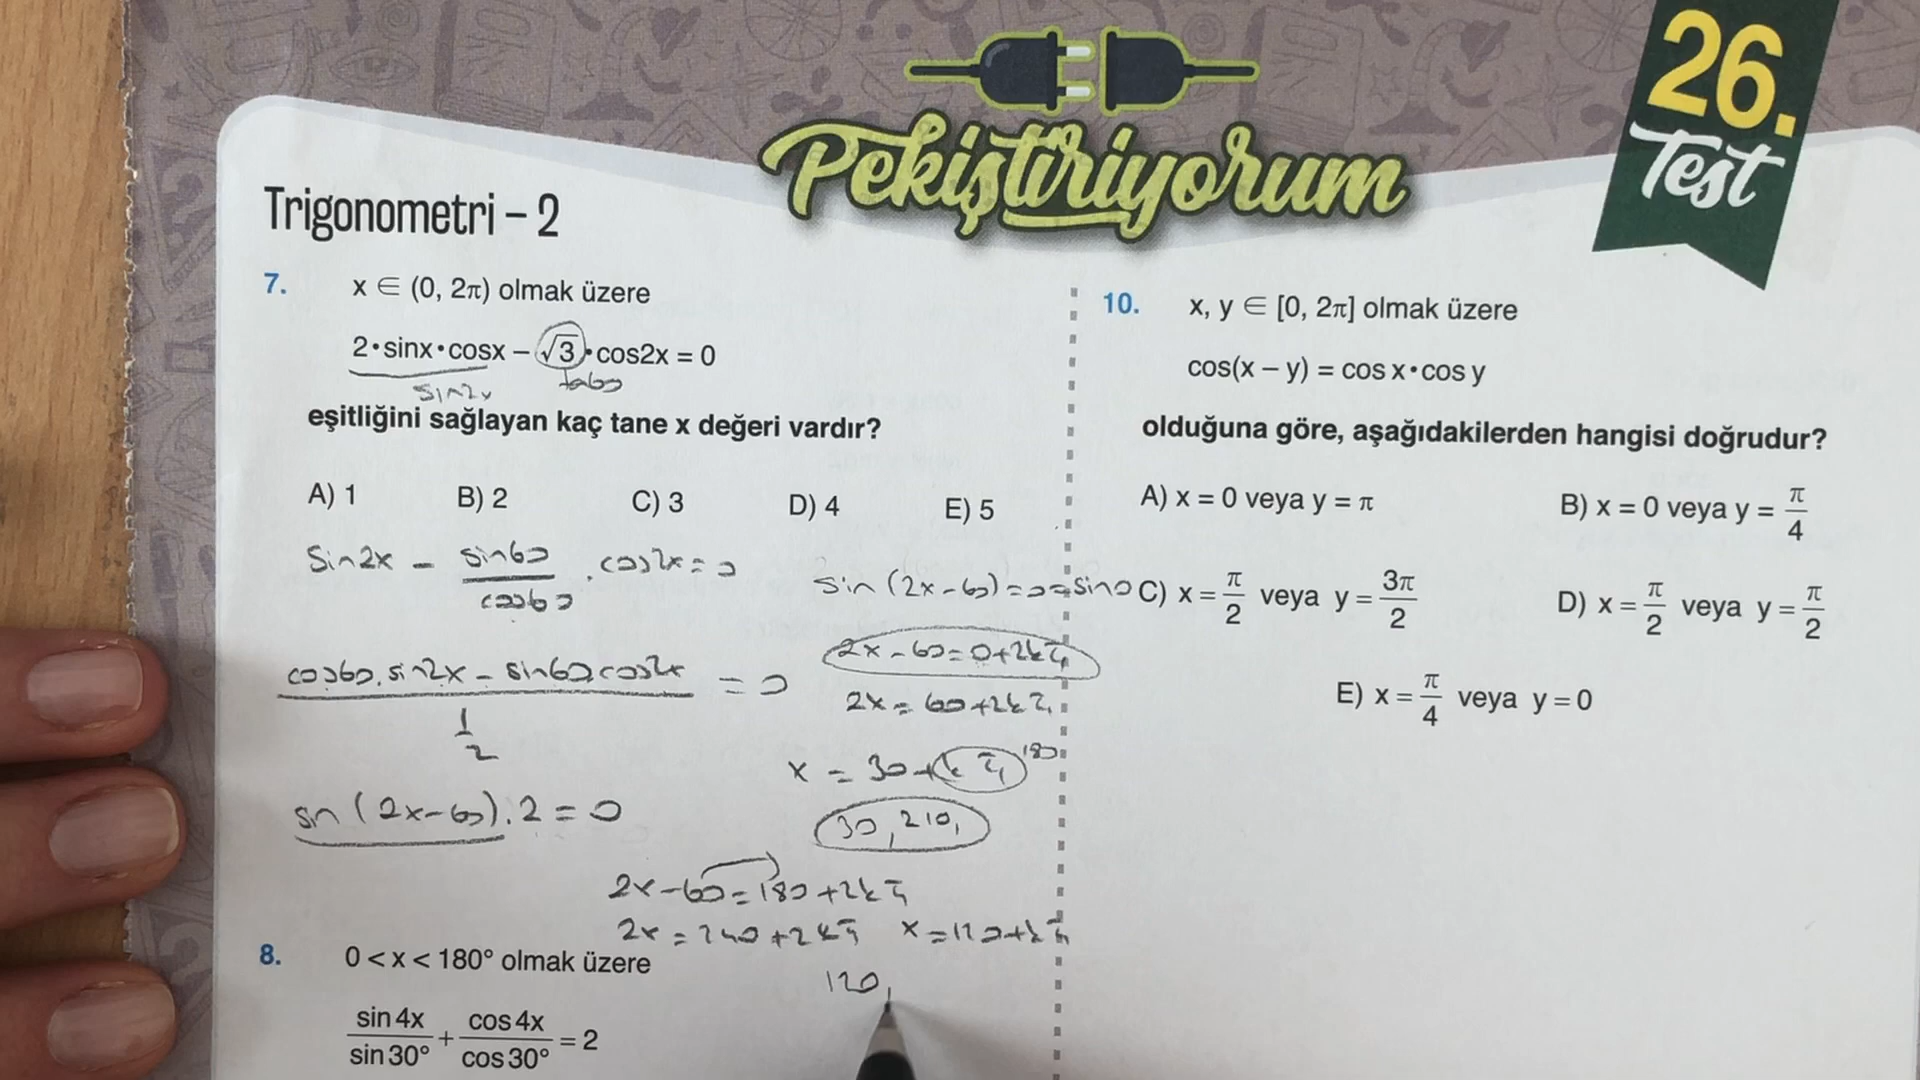 Pekiştiriyorum
26.
Test
Trigonometri – 2
7. x ∈ (0, 2π) olmak üzere
2•sinx•cosx – √3•cos2x = 0
sin2x
tan60
eşitliğini sağlayan kaç tane x değeri vardır?
A) 1 B) 2 C) 3 D) 4 E) 5
Sin2x – sin60/cos60 . cos2x = 0
cos60.sin2x – sin60cos2x / 1/2 = 0
sin(2x–60).2 = 0
sin(2x–60)=0=sin0
2x–60=0+2kπ
2x = 60+2kπ
x = 30+kπ 180
30, 210,
2x–60=180+2kπ
2x = 240+2kπ x=120+kπ
120,
8. 0 < x < 180° olmak üzere
sin4x/sin30° + cos4x/cos30° = 2
10. x, y ∈ [0, 2π] olmak üzere
cos(x – y) = cos x•cos y
olduğuna göre, aşağıdakilerden hangisi doğrudur?
A) x = 0 veya y = π B) x = 0 veya y = π/4
C) x = π/2 veya y = 3π/2 D) x = π/2 veya y = π/2
E) x = π/4 veya y = 0